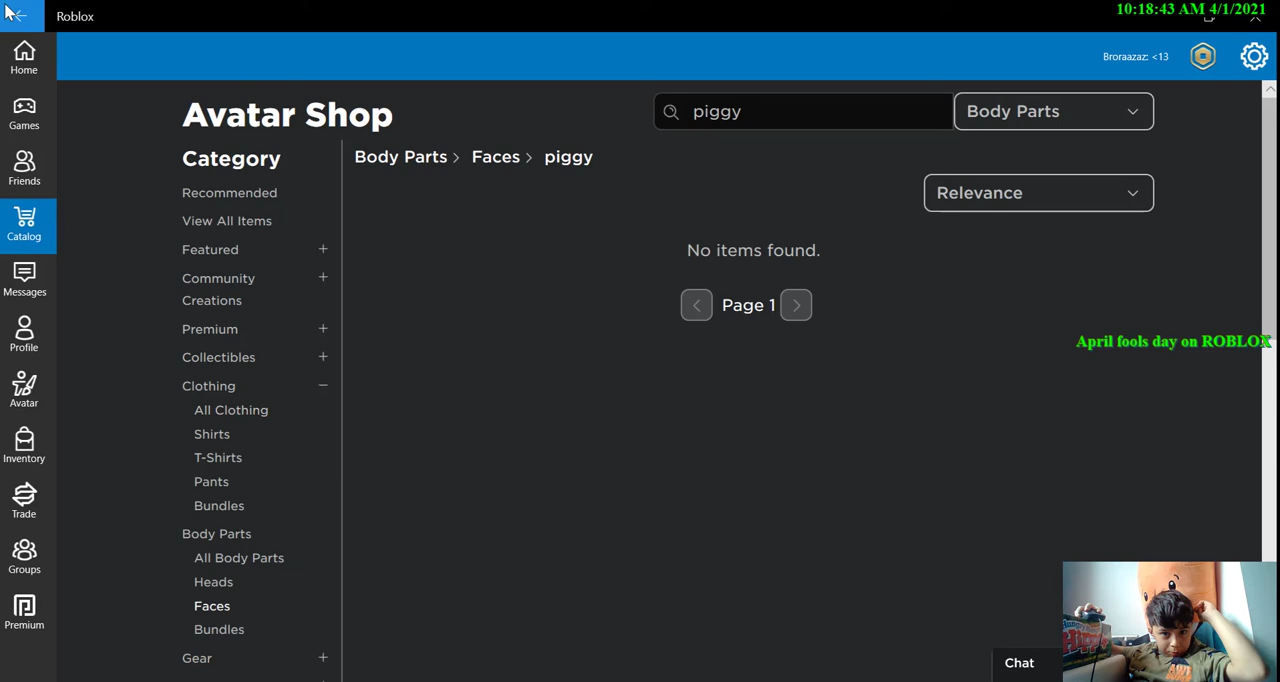 Roblox
10:18:43 AM 4/1/2021
Home
Games
Friends
Catalog
Messages
Profile
Avatar
Inventory
Trade
Groups
Premium
Broraazaz: <13
Avatar Shop
piggy
Body Parts
Category
Recommended
View All Items
Featured
Community
Creations
Premium
Collectibles
Clothing
All Clothing
Shirts
T-Shirts
Pants
Bundles
Body Parts
All Body Parts
Heads
Faces
Bundles
Gear
Body Parts > Faces > piggy
Relevance
No items found.
Page 1
April fools day on ROBLOX
Chat